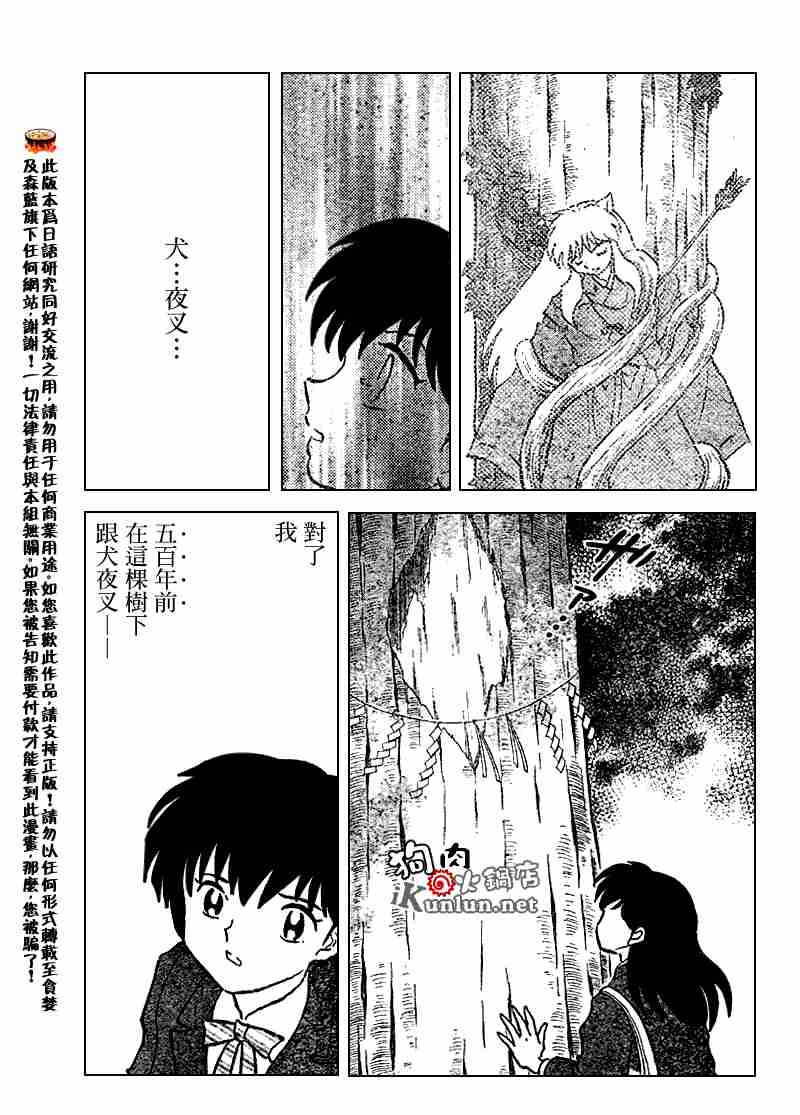 犬…夜叉…
對了
我
五百年前
在這棵樹下
跟犬夜叉——
ア
狗肉火鍋店
iKunlun.net
此版本爲日語研究同好交流之用,請勿用于任何商業用途。如您喜歡此作品,請支持正版!請勿以任何形式轉載至貪婪
及森藍旗下任何網站,謝謝!一切法律責任與本組無關。如果您被告知需要付款才能看到此漫畫,那麽,您被騙了!